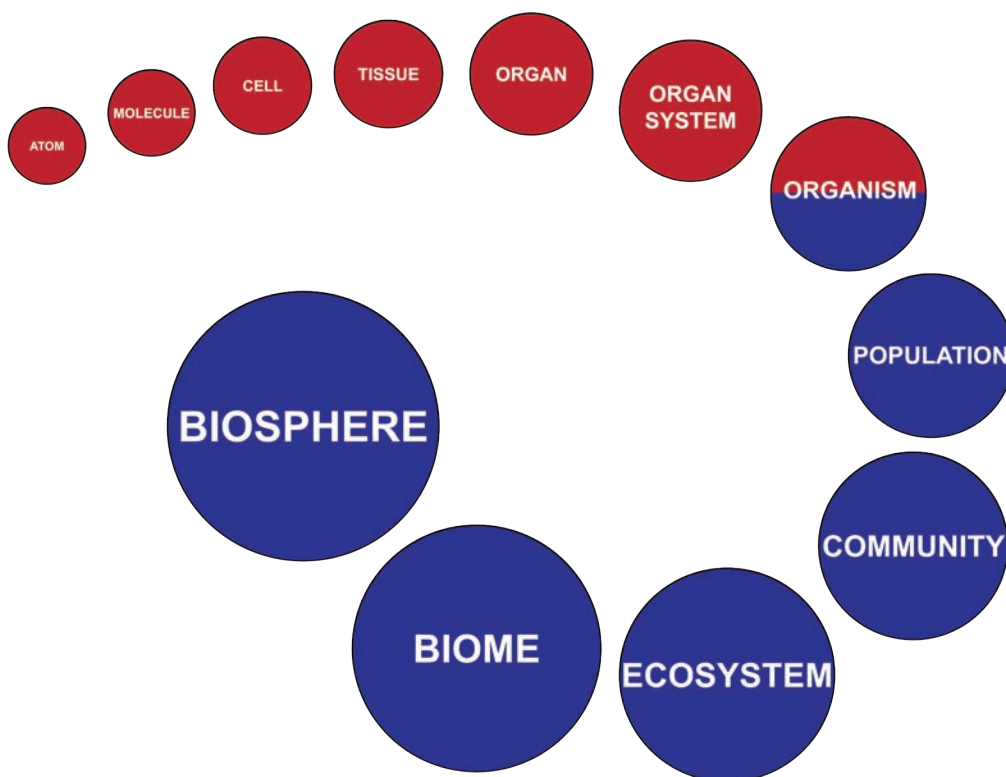 ATOM
MOLECULE
CELL
TISSUE
ORGAN
ORGAN
SYSTEM
ORGANISM
POPULATION
COMMUNITY
ECOSYSTEM
BIOME
BIOSPHERE